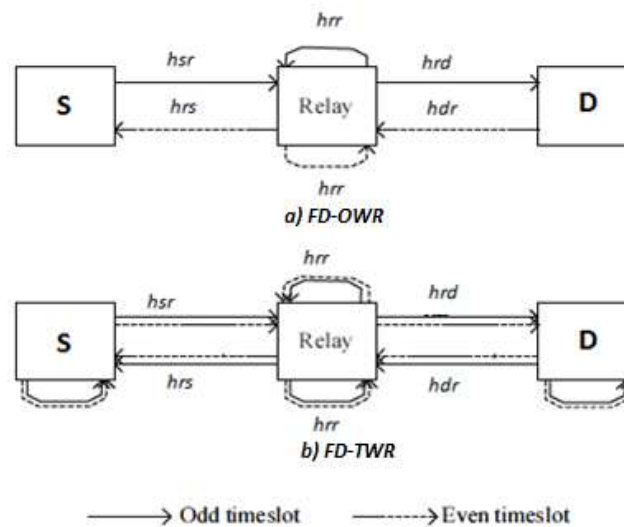 hrr
hsr
hrd
S
Relay
D
hrs
hdr
hrr
a) FD-OWR
hrr
hsr
hrd
S
Relay
D
hrs
hdr
hrr
b) FD-TWR
Odd timeslot
Even timeslot